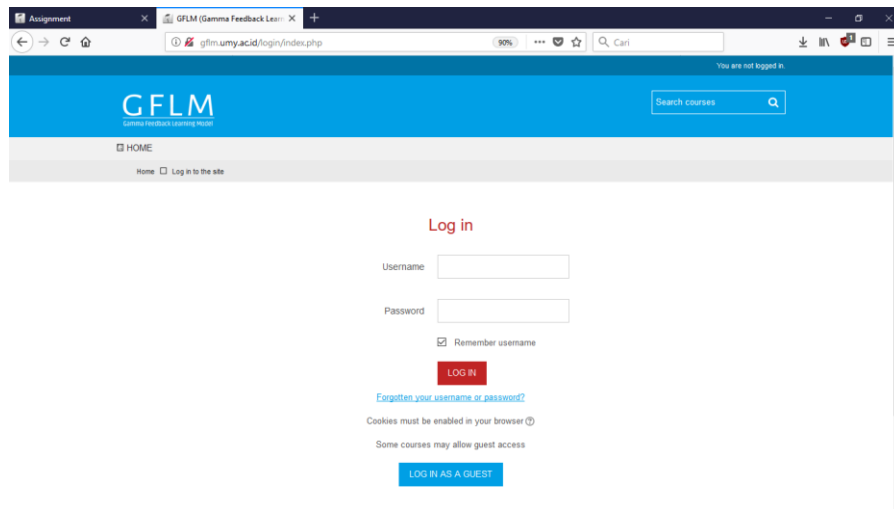 Assignment
GFLM (Gamma Feedback Learn
gflm.umy.ac.id/login/index.php
90%
Cari
1
You are not logged in.
GFLM
Gamma Feedback Learning Model
Search courses
HOME
Home
Log in to the site
Log in
Username
Password
Remember username
LOG IN
Forgotten your username or password?
Cookies must be enabled in your browser
Some courses may allow guest access
LOG IN AS A GUEST